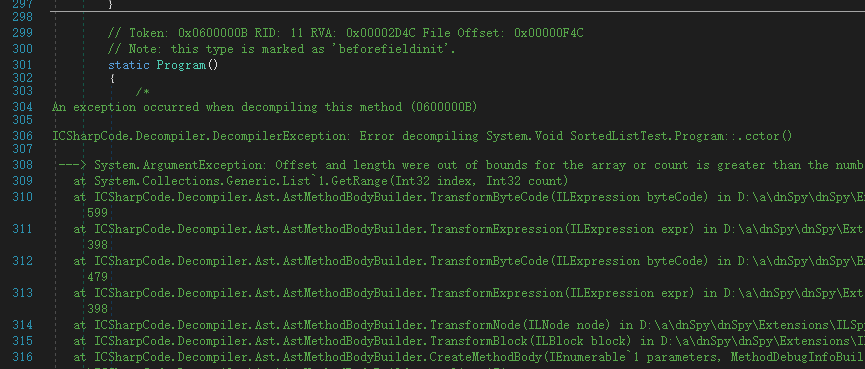 297 }
298
299 // Token: 0x0600000B RID: 11 RVA: 0x00002D4C File Offset: 0x00000F4C
300 // Note: this type is marked as 'beforefieldinit'.
301 static Program()
302 {
303 /*
304 An exception occurred when decompiling this method (0600000B)
305
306 ICSharpCode.Decompiler.DecompilerException: Error decompiling System.Void SortedListTest.Program::.cctor()
307
308 ---> System.ArgumentException: Offset and length were out of bounds for the array or count is greater than the numb
309 at System.Collections.Generic.List`1.GetRange(Int32 index, Int32 count)
310 at ICSharpCode.Decompiler.Ast.AstMethodBodyBuilder.TransformByteCode(ILExpression byteCode) in D:\a\dnSpy\dnSpy\Ex
599
311 at ICSharpCode.Decompiler.Ast.AstMethodBodyBuilder.TransformExpression(ILExpression expr) in D:\a\dnSpy\dnSpy\Ext
398
312 at ICSharpCode.Decompiler.Ast.AstMethodBodyBuilder.TransformByteCode(ILExpression byteCode) in D:\a\dnSpy\dnSpy\Ex
479
313 at ICSharpCode.Decompiler.Ast.AstMethodBodyBuilder.TransformExpression(ILExpression expr) in D:\a\dnSpy\dnSpy\Ext
398
314 at ICSharpCode.Decompiler.Ast.AstMethodBodyBuilder.TransformNode(ILNode node) in D:\a\dnSpy\dnSpy\Extensions\ILSp
315 at ICSharpCode.Decompiler.Ast.AstMethodBodyBuilder.TransformBlock(ILBlock block) in D:\a\dnSpy\dnSpy\Extensions\I
316 at ICSharpCode.Decompiler.Ast.AstMethodBodyBuilder.CreateMethodBody(IEnumerable`1 parameters, MethodDebugInfoBuil